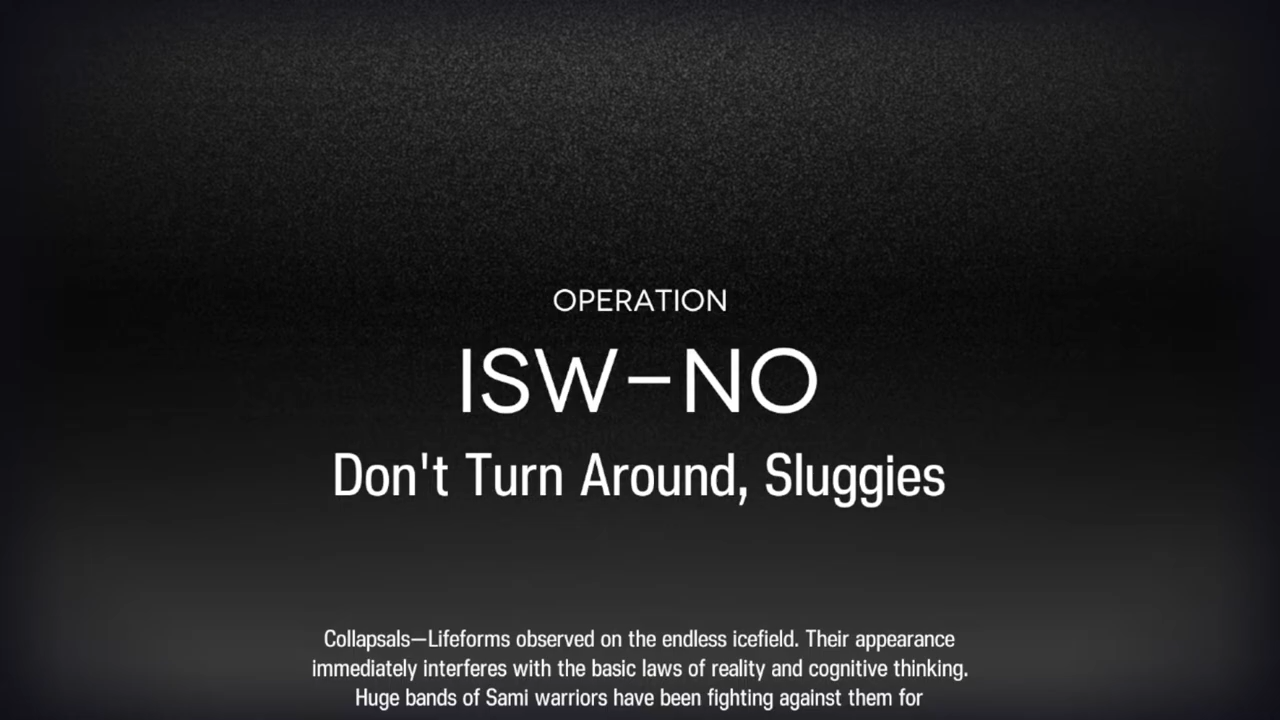 OPERATION
ISW-NO
Don't Turn Around, Sluggies
Collapsals—Lifeforms observed on the endless icefield. Their appearance
immediately interferes with the basic laws of reality and cognitive thinking.
Huge bands of Sami warriors have been fighting against them for